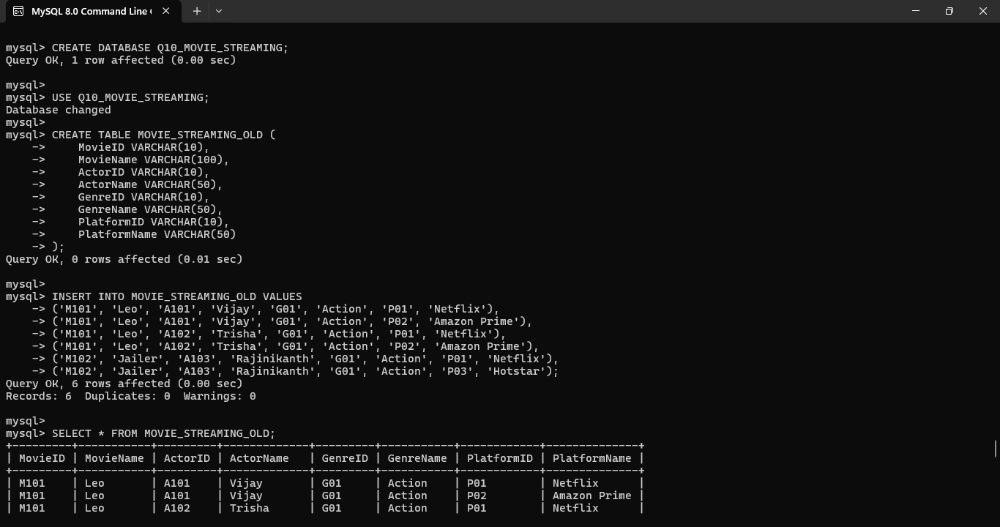 MySQL 8.0 Command Line
mysql> CREATE DATABASE Q10_MOVIE_STREAMING;
Query OK, 1 row affected (0.00 sec)
mysql>
mysql> USE Q10_MOVIE_STREAMING;
Database changed
mysql>
mysql> CREATE TABLE MOVIE_STREAMING_OLD (
    ->     MovieID VARCHAR(10),
    ->     MovieName VARCHAR(100),
    ->     ActorID VARCHAR(10),
    ->     ActorName VARCHAR(50),
    ->     GenreID VARCHAR(10),
    ->     GenreName VARCHAR(50),
    ->     PlatformID VARCHAR(10),
    ->     PlatformName VARCHAR(50)
    -> );
Query OK, 0 rows affected (0.01 sec)
mysql>
mysql> INSERT INTO MOVIE_STREAMING_OLD VALUES
    -> ('M101', 'Leo', 'A101', 'Vijay', 'G01', 'Action', 'P01', 'Netflix'),
    -> ('M101', 'Leo', 'A101', 'Vijay', 'G01', 'Action', 'P02', 'Amazon Prime'),
    -> ('M101', 'Leo', 'A102', 'Trisha', 'G01', 'Action', 'P01', 'Netflix'),
    -> ('M101', 'Leo', 'A102', 'Trisha', 'G01', 'Action', 'P02', 'Amazon Prime'),
    -> ('M102', 'Jailer', 'A103', 'Rajinikanth', 'G01', 'Action', 'P01', 'Netflix'),
    -> ('M102', 'Jailer', 'A103', 'Rajinikanth', 'G01', 'Action', 'P03', 'Hotstar');
Query OK, 6 rows affected (0.00 sec)
Records: 6  Duplicates: 0  Warnings: 0
mysql>
mysql> SELECT * FROM MOVIE_STREAMING_OLD;
+---------+-----------+---------+-------------+---------+-----------+------------+--------------+
| MovieID | MovieName | ActorID | ActorName   | GenreID | GenreName | PlatformID | PlatformName |
+---------+-----------+---------+-------------+---------+-----------+------------+--------------+
| M101    | Leo       | A101    | Vijay       | G01     | Action    | P01        | Netflix      |
| M101    | Leo       | A101    | Vijay       | G01     | Action    | P02        | Amazon Prime |
| M101    | Leo       | A102    | Trisha      | G01     | Action    | P01        | Netflix      |